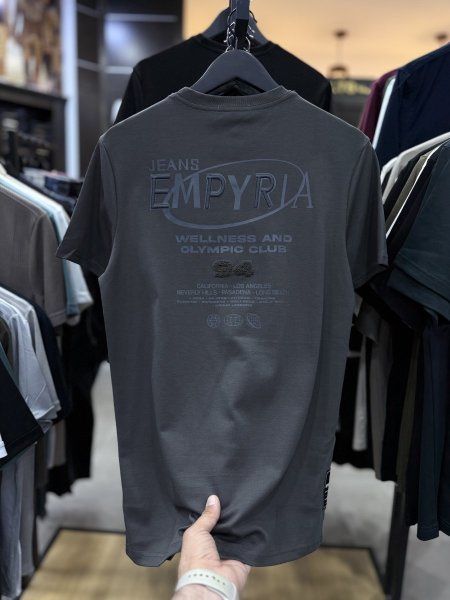 JEANS
EMPYRIA
WELLNESS AND
OLYMPIC CLUB
94
CALIFORNIA - LOS ANGELES
BEVERLY HILLS - PASADENA - LONG BEACH